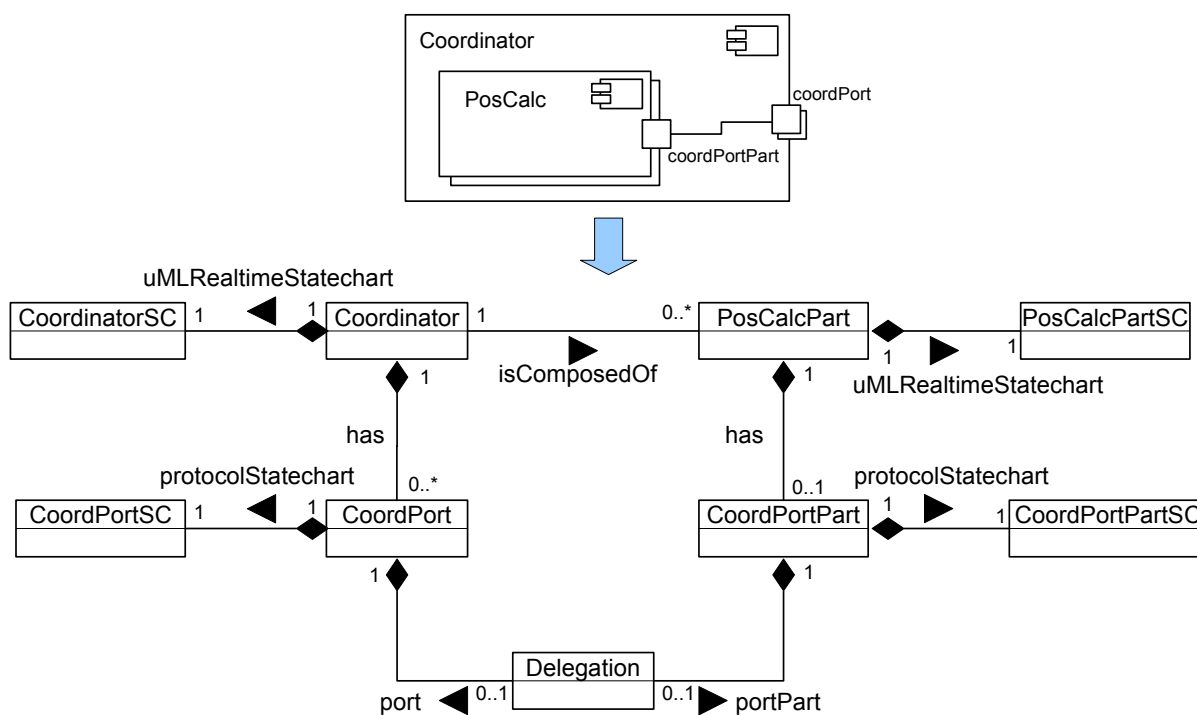 Coordinator
PosCalc
coordPort
coordPortPart
uMLRealtimeStatechart
CoordinatorSC
1
1
Coordinator
1
0..*
PosCalcPart
PosCalcPartSC
1
isComposedOf
1
1
1
uMLRealtimeStatechart
has
has
protocolStatechart
0..*
0..1
protocolStatechart
CoordPortSC
1
1
CoordPort
CoordPortPart
1
1
CoordPortPartSC
1
1
Delegation
port
0..1
0..1
portPart